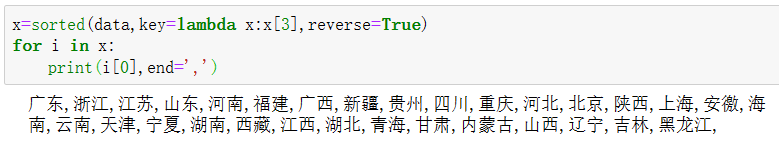 x=sorted(data,key=lambda x:x[3],reverse=True)
for i in x:
    print(i[0],end=',')
广东,浙江,江苏,山东,河南,福建,广西,新疆,贵州,四川,重庆,河北,北京,陕西,上海,安徽,海
南,云南,天津,宁夏,湖南,西藏,江西,湖北,青海,甘肃,内蒙古,山西,辽宁,吉林,黑龙江,